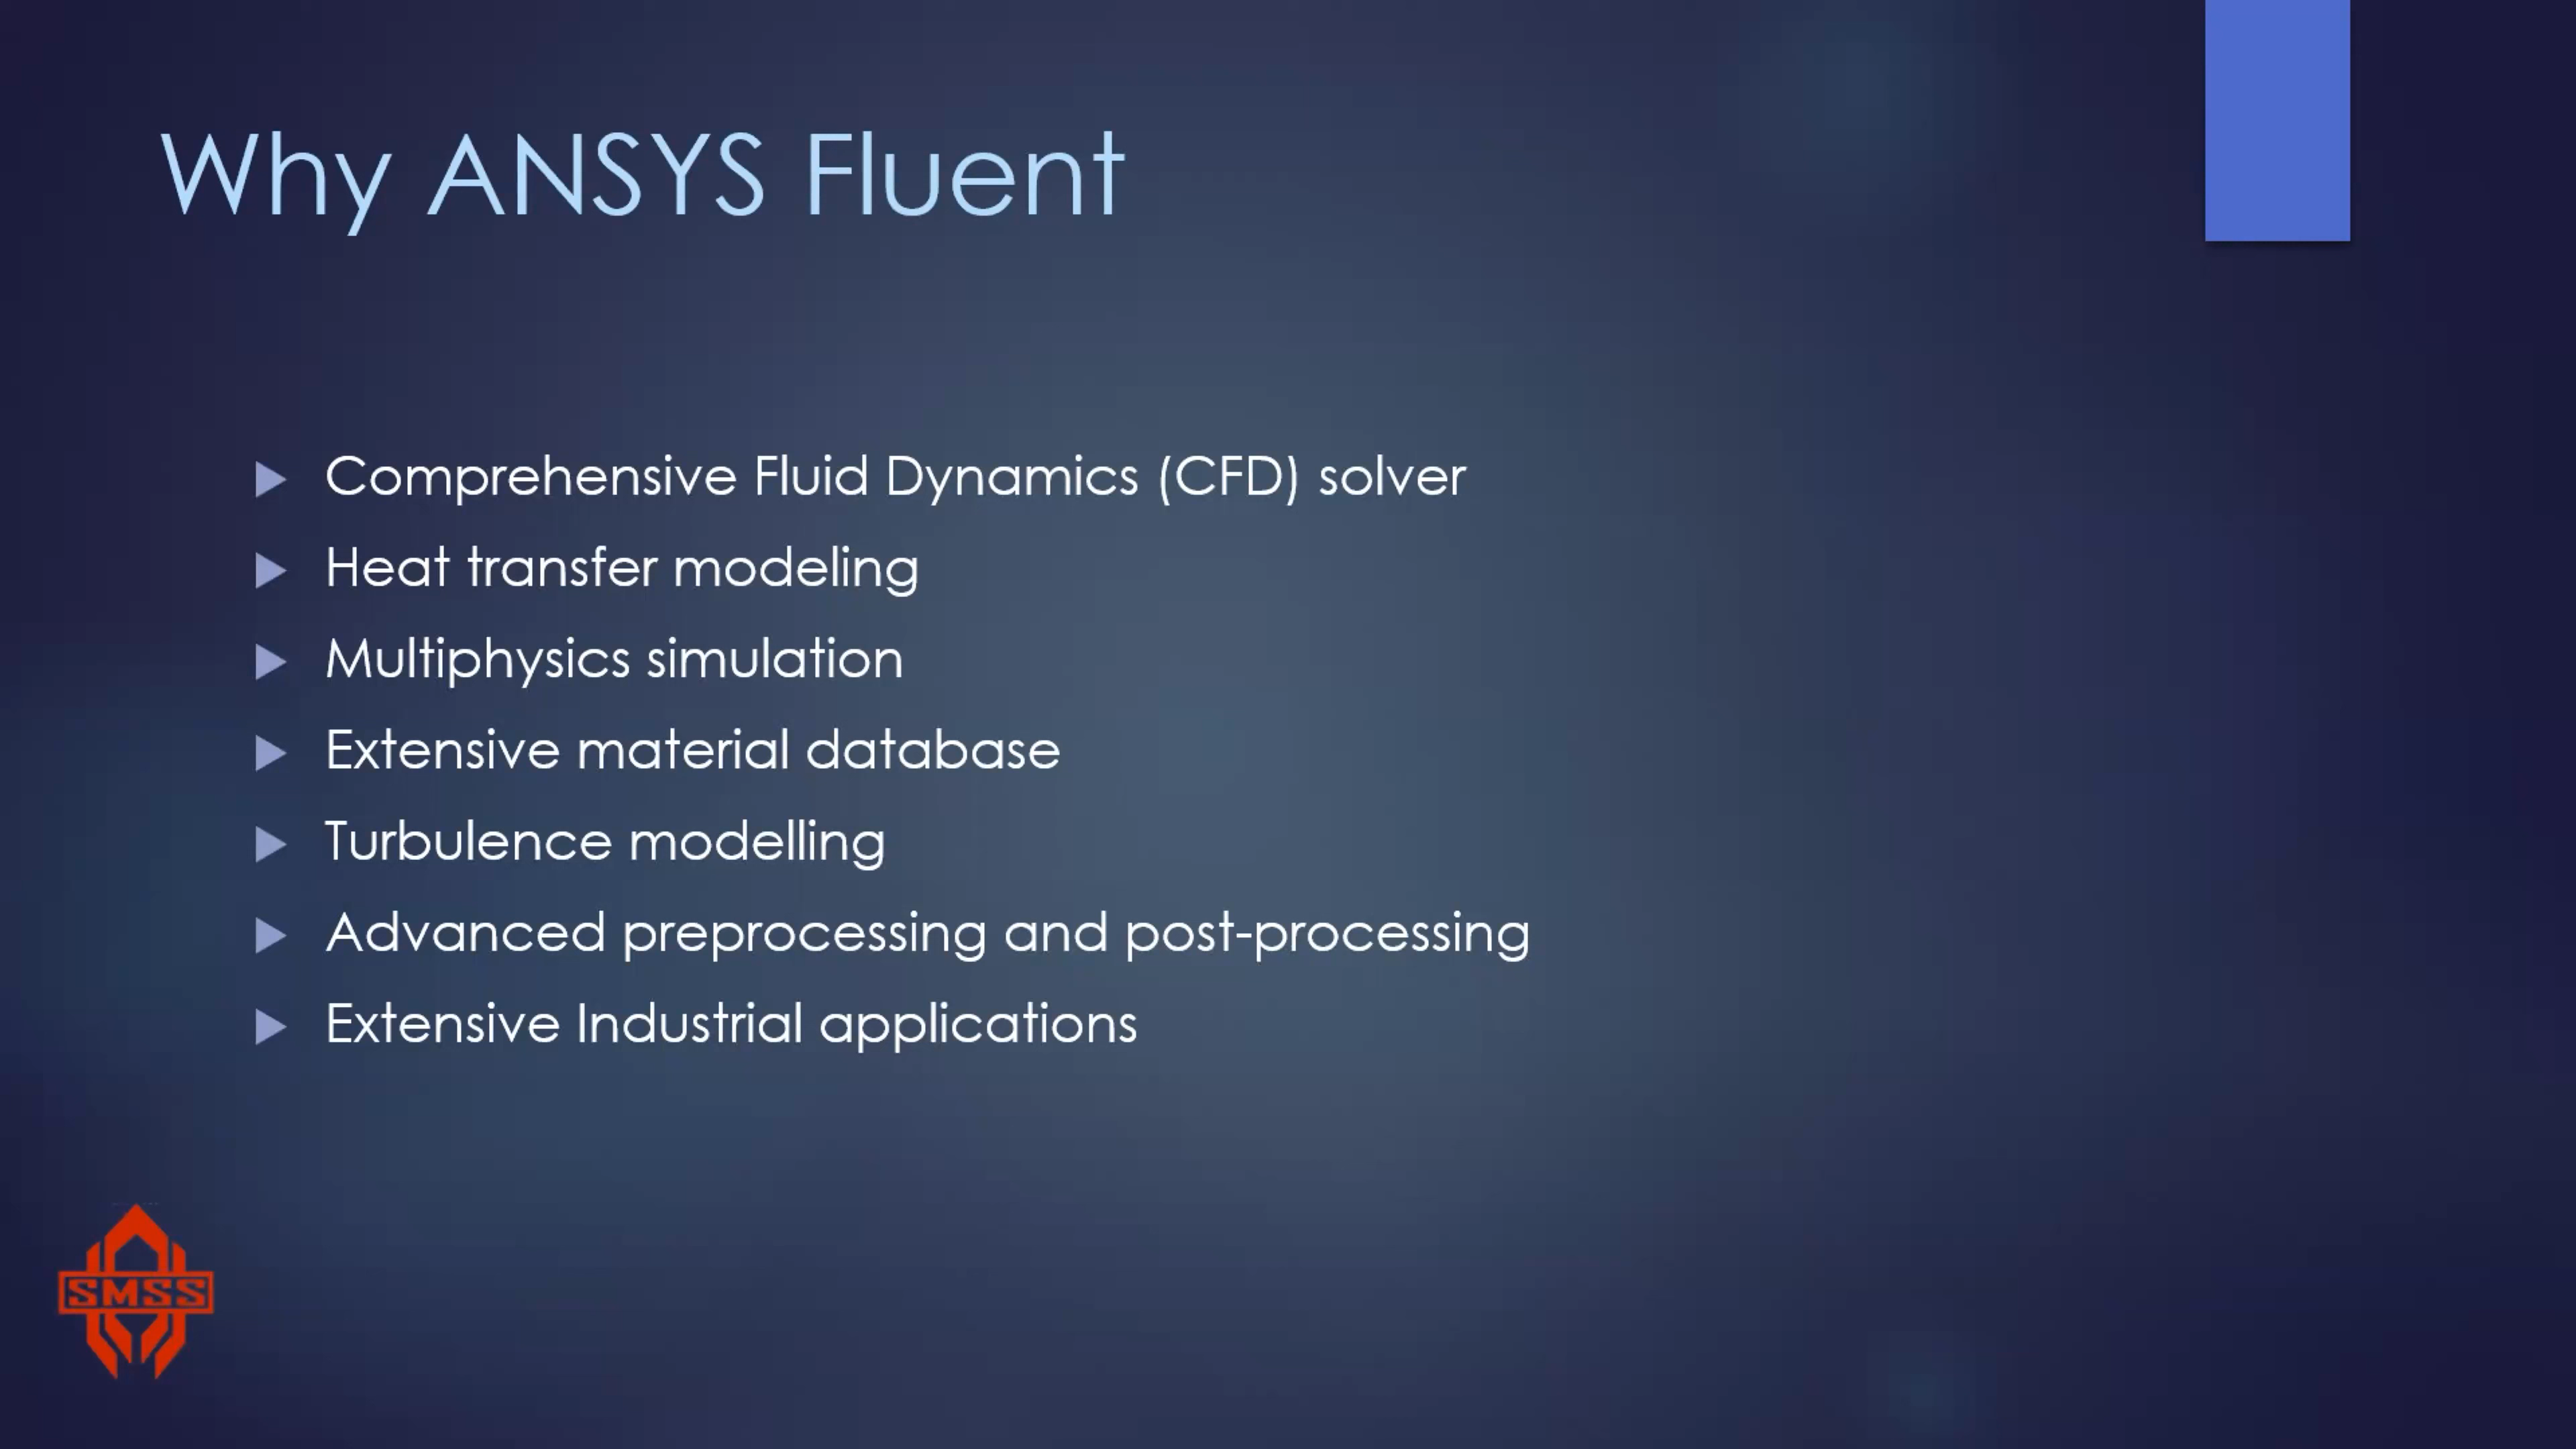 Why ANSYS Fluent
Comprehensive Fluid Dynamics (CFD) solver
Heat transfer modeling
Multiphysics simulation
Extensive material database
Turbulence modelling
Advanced preprocessing and post-processing
Extensive Industrial applications
SMSS